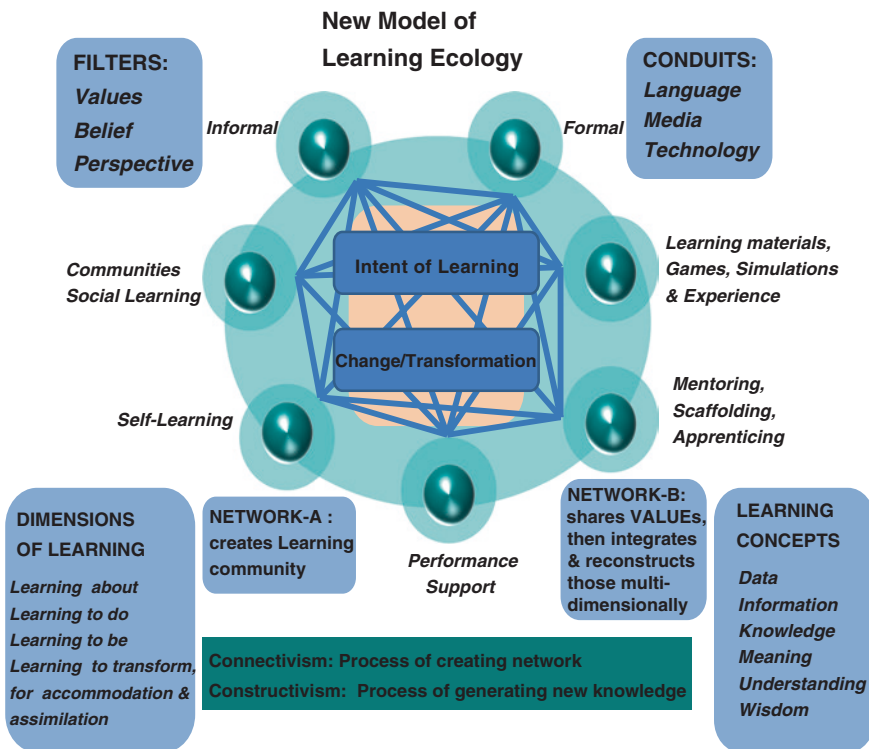 New Model of
Learning Ecology
FILTERS:
Values
Belief
Perspective
CONDUITS:
Language
Media
Technology
Informal
Formal
Communities
Social Learning
Intent of Learning
Learning materials,
Games, Simulations
& Experience
Change/Transformation
Self-Learning
Mentoring,
Scaffolding,
Apprenticing
Performance
Support
DIMENSIONS
OF LEARNING
Learning about
Learning to do
Learning to be
Learning to transform,
for accommodation &
assimilation
NETWORK-A :
creates Learning
community
NETWORK-B:
shares VALUEs,
then integrates
& reconstructs
those multi-
dimensionally
LEARNING
CONCEPTS
Data
Information
Knowledge
Meaning
Understanding
Wisdom
Connectivism: Process of creating network
Constructivism: Process of generating new knowledge